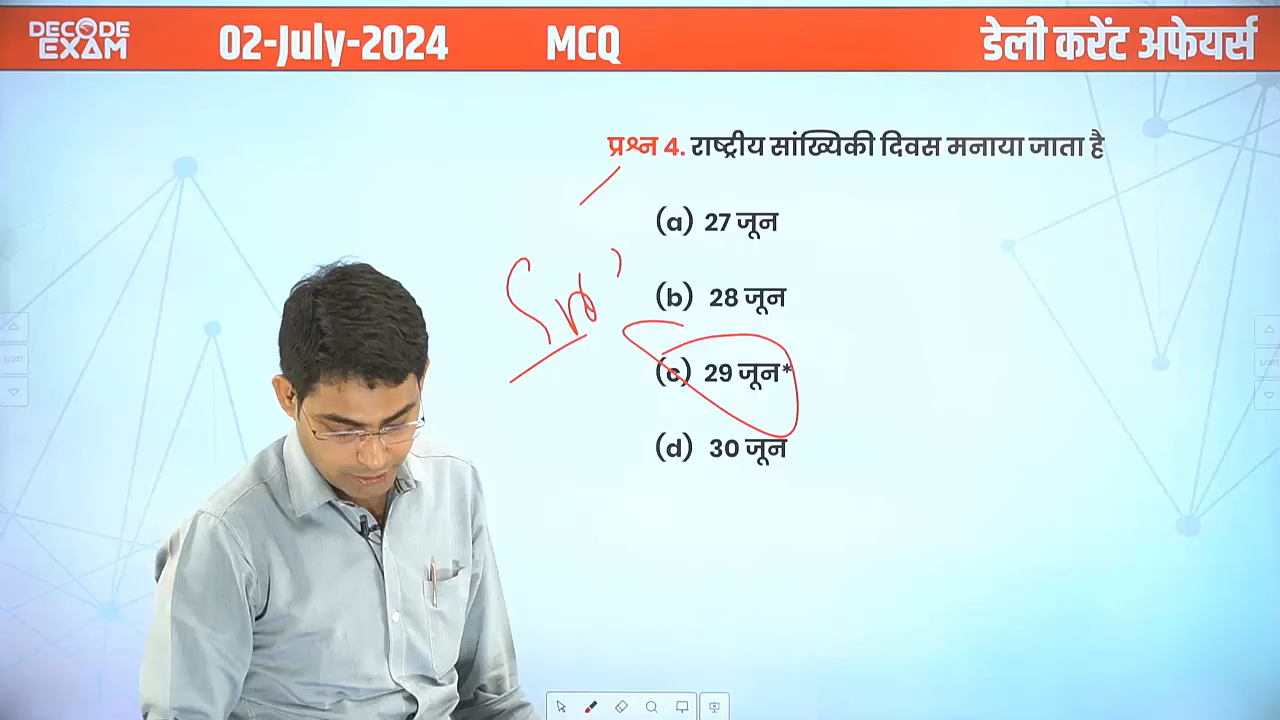 DECODE EXAM
02-July-2024 MCQ डेली करेंट अफेयर्स
प्रश्न 4. राष्ट्रीय सांख्यिकी दिवस मनाया जाता है
(a) 27 जून
(b) 28 जून
(c) 29 जून*
(d) 30 जून